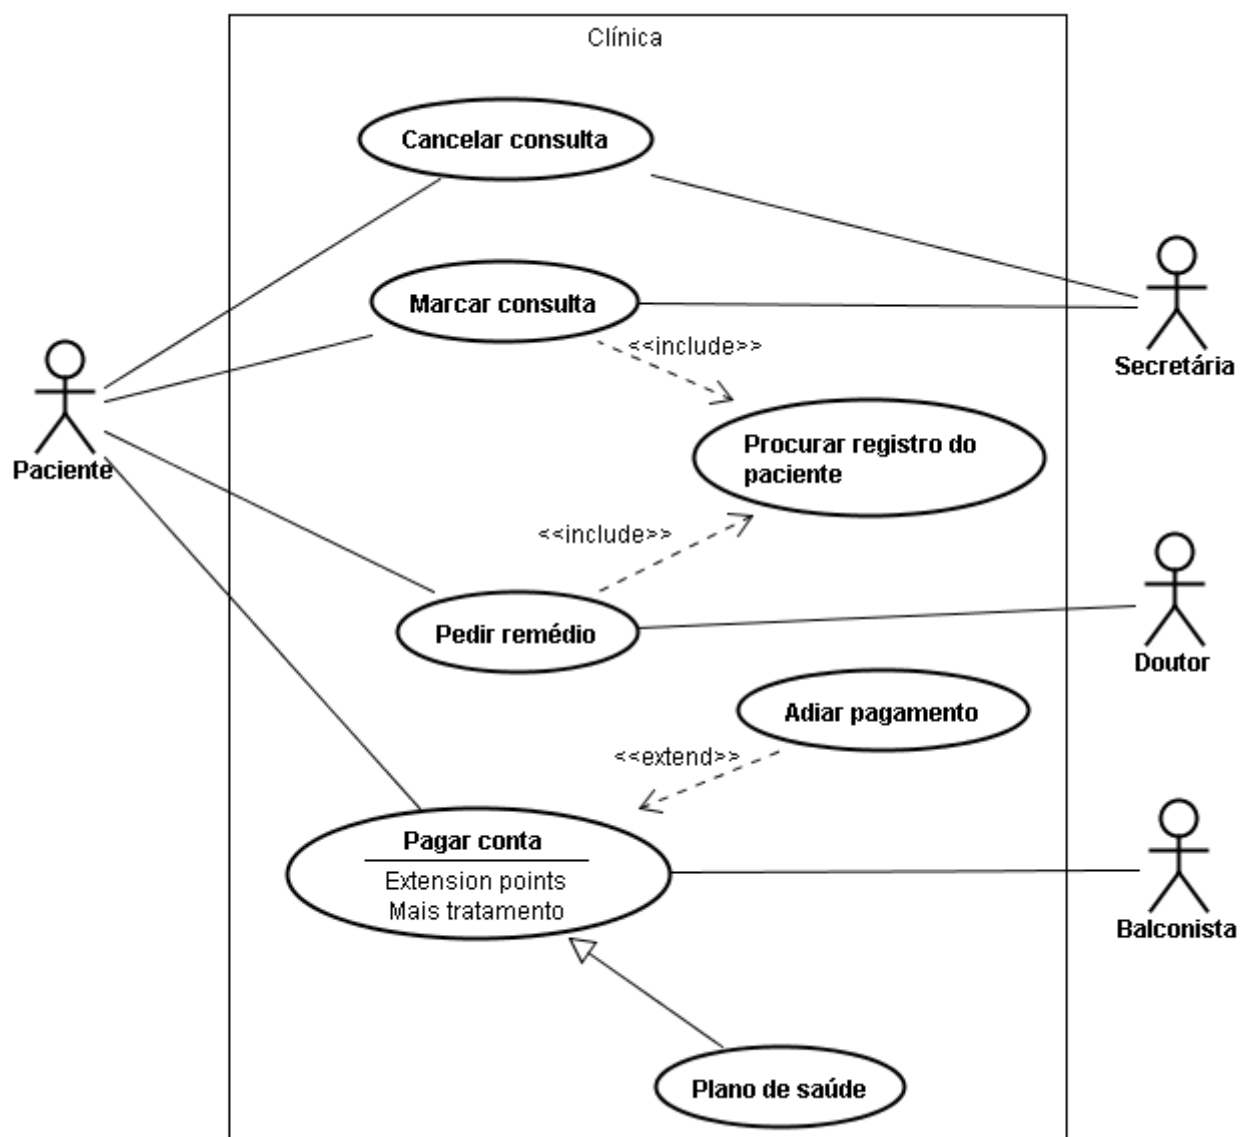 Clínica
Cancelar consulta
Marcar consulta
<<include>>
Secretária
Procurar registro do
paciente
Paciente
<<include>>
Pedir remédio
Doutor
Adiar pagamento
<<extend>>
Pagar conta
Extension points
Mais tratamento
Balconista
Plano de saúde